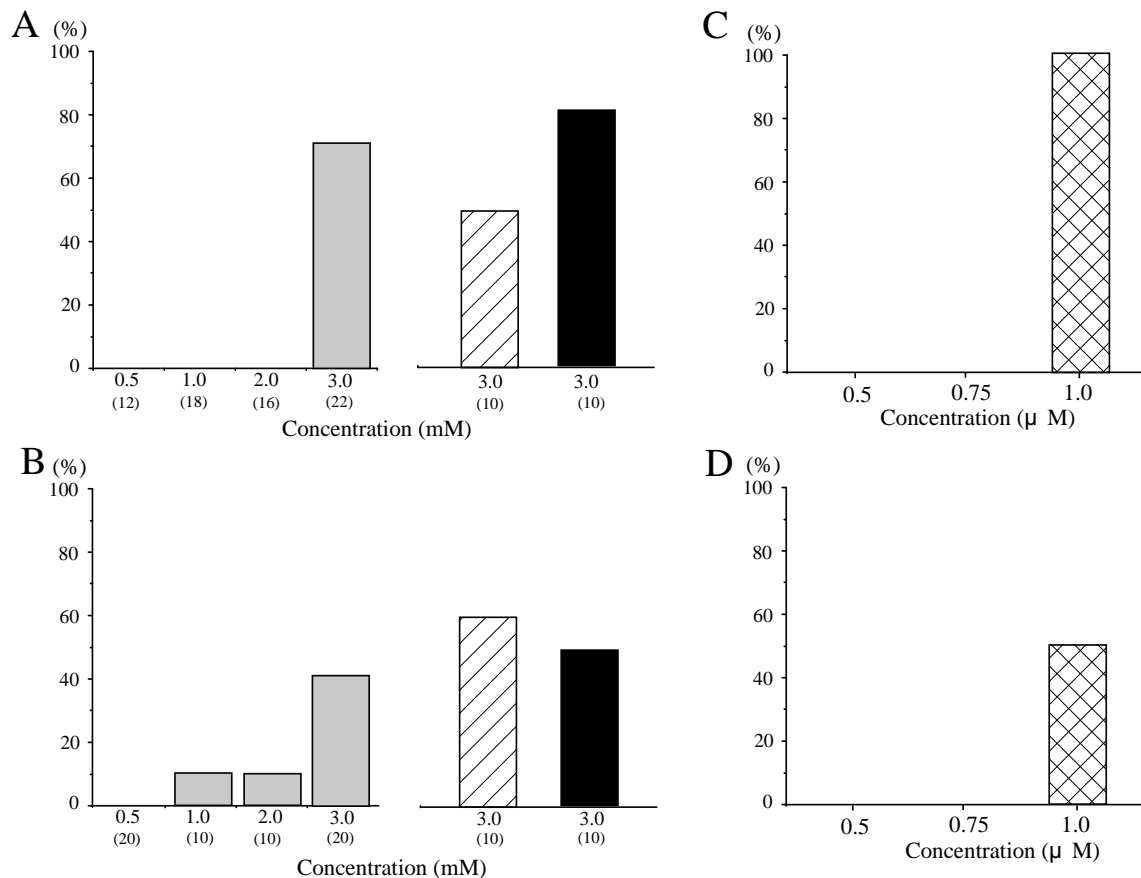 A (%)
100
80
60
40
20
0
0.5 1.0 2.0 3.0 3.0 3.0
(12) (18) (16) (22) (10) (10)
Concentration (mM)
B (%)
100
80
60
40
20
0
0.5 1.0 2.0 3.0 3.0 3.0
(20) (10) (10) (20) (10) (10)
Concentration (mM)
C (%)
100
80
60
40
20
0
0.5 0.75 1.0
Concentration (μ M)
D (%)
100
80
60
40
20
0
0.5 0.75 1.0
Concentration (μ M)